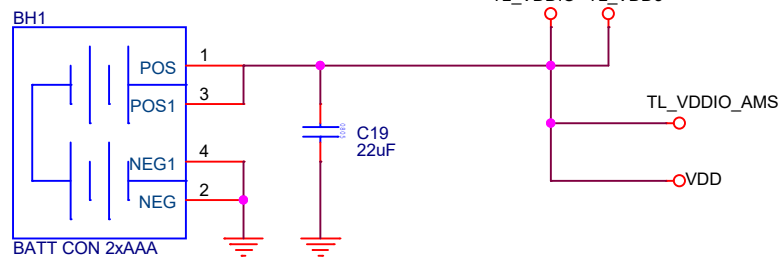 BH1
POS
1
POS1
3
NEG1
4
NEG
2
BATT CON 2xAAA
C19
22uF
TL_VDDIO_AMS
VDD